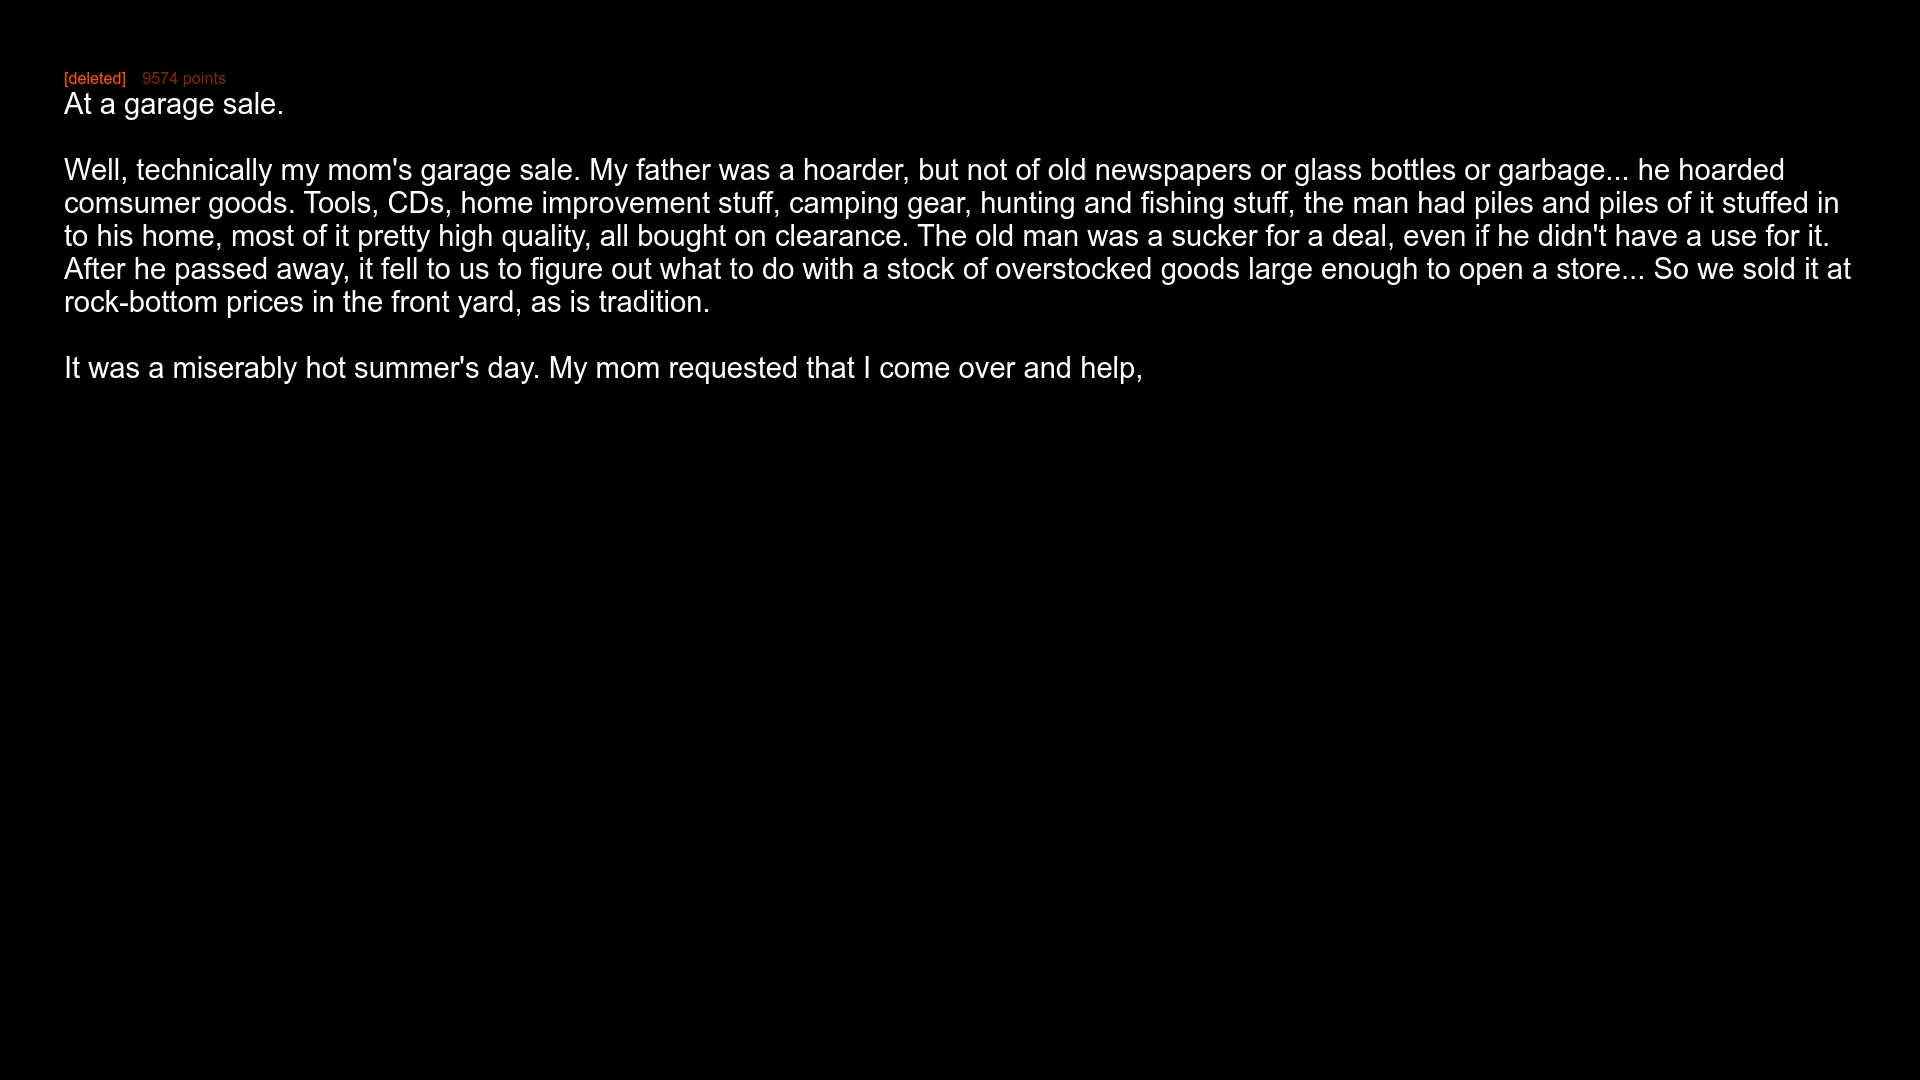 [deleted] 9574 points
At a garage sale.
Well, technically my mom's garage sale. My father was a hoarder, but not of old newspapers or glass bottles or garbage... he hoarded
comsumer goods. Tools, CDs, home improvement stuff, camping gear, hunting and fishing stuff, the man had piles and piles of it stuffed in
to his home, most of it pretty high quality, all bought on clearance. The old man was a sucker for a deal, even if he didn't have a use for it.
After he passed away, it fell to us to figure out what to do with a stock of overstocked goods large enough to open a store... So we sold it at
rock-bottom prices in the front yard, as is tradition.
It was a miserably hot summer's day. My mom requested that I come over and help,